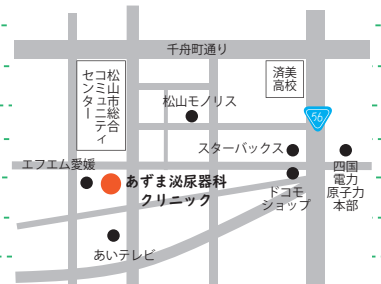 千舟町通り
松山市総合
コミュニティ
センター
済美
高校
松山モノリス
56
スターバックス
エフエム愛媛
四国
電力
原子力
本部
あずま泌尿器科
クリニック
ドコモ
ショップ
あいテレビ